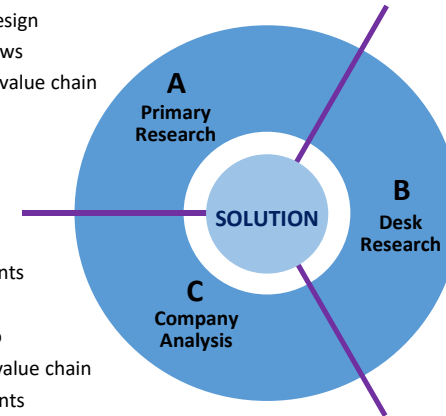 esign
ws
value chain
A
Primary
Research
B
Desk
Research
SOLUTION
nts
C
Company
Analysis
value chain
nts